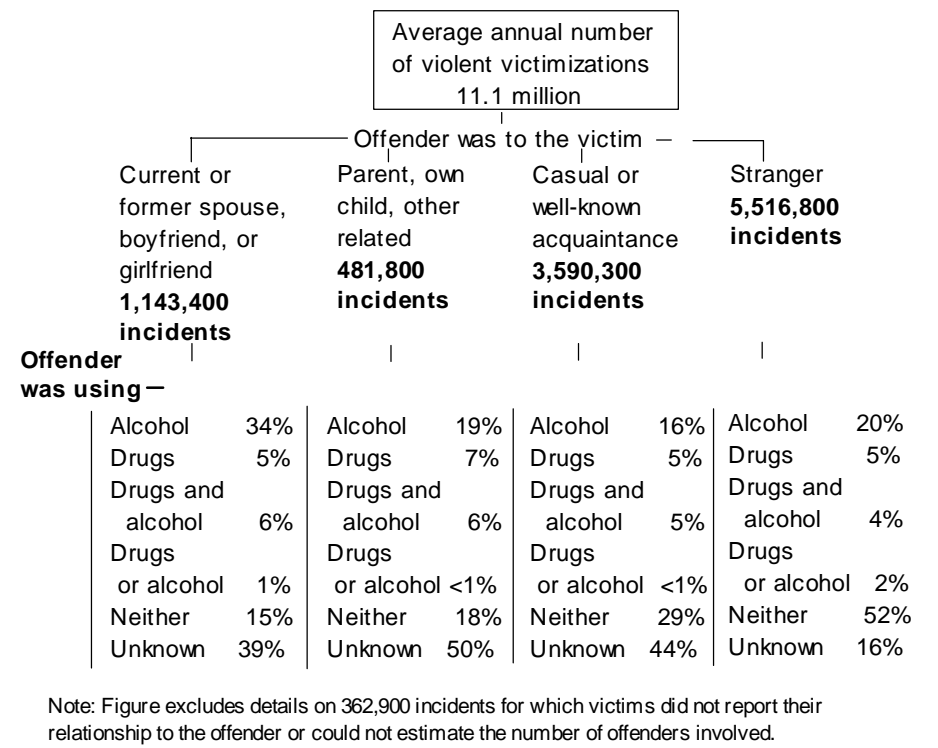 Average annual number
of violent victimizations
11.1 million
Offender was to the victim —
Current or
former spouse,
boyfriend, or
girlfriend
1,143,400
incidents
Parent, own
child, other
related
481,800
incidents
Casual or
well-known
acquaintance
3,590,300
incidents
Stranger
5,516,800
incidents
Offender
was using —
Alcohol 34%
Drugs 5%
Drugs and
alcohol 6%
Drugs
or alcohol 1%
Neither 15%
Unknown 39%
Alcohol 19%
Drugs 7%
Drugs and
alcohol 6%
Drugs
or alcohol <1%
Neither 18%
Unknown 50%
Alcohol 16%
Drugs 5%
Drugs and
alcohol 5%
Drugs
or alcohol <1%
Neither 29%
Unknown 44%
Alcohol 20%
Drugs 5%
Drugs and
alcohol 4%
Drugs
or alcohol 2%
Neither 52%
Unknown 16%
Note: Figure excludes details on 362,900 incidents for which victims did not report their
relationship to the offender or could not estimate the number of offenders involved.